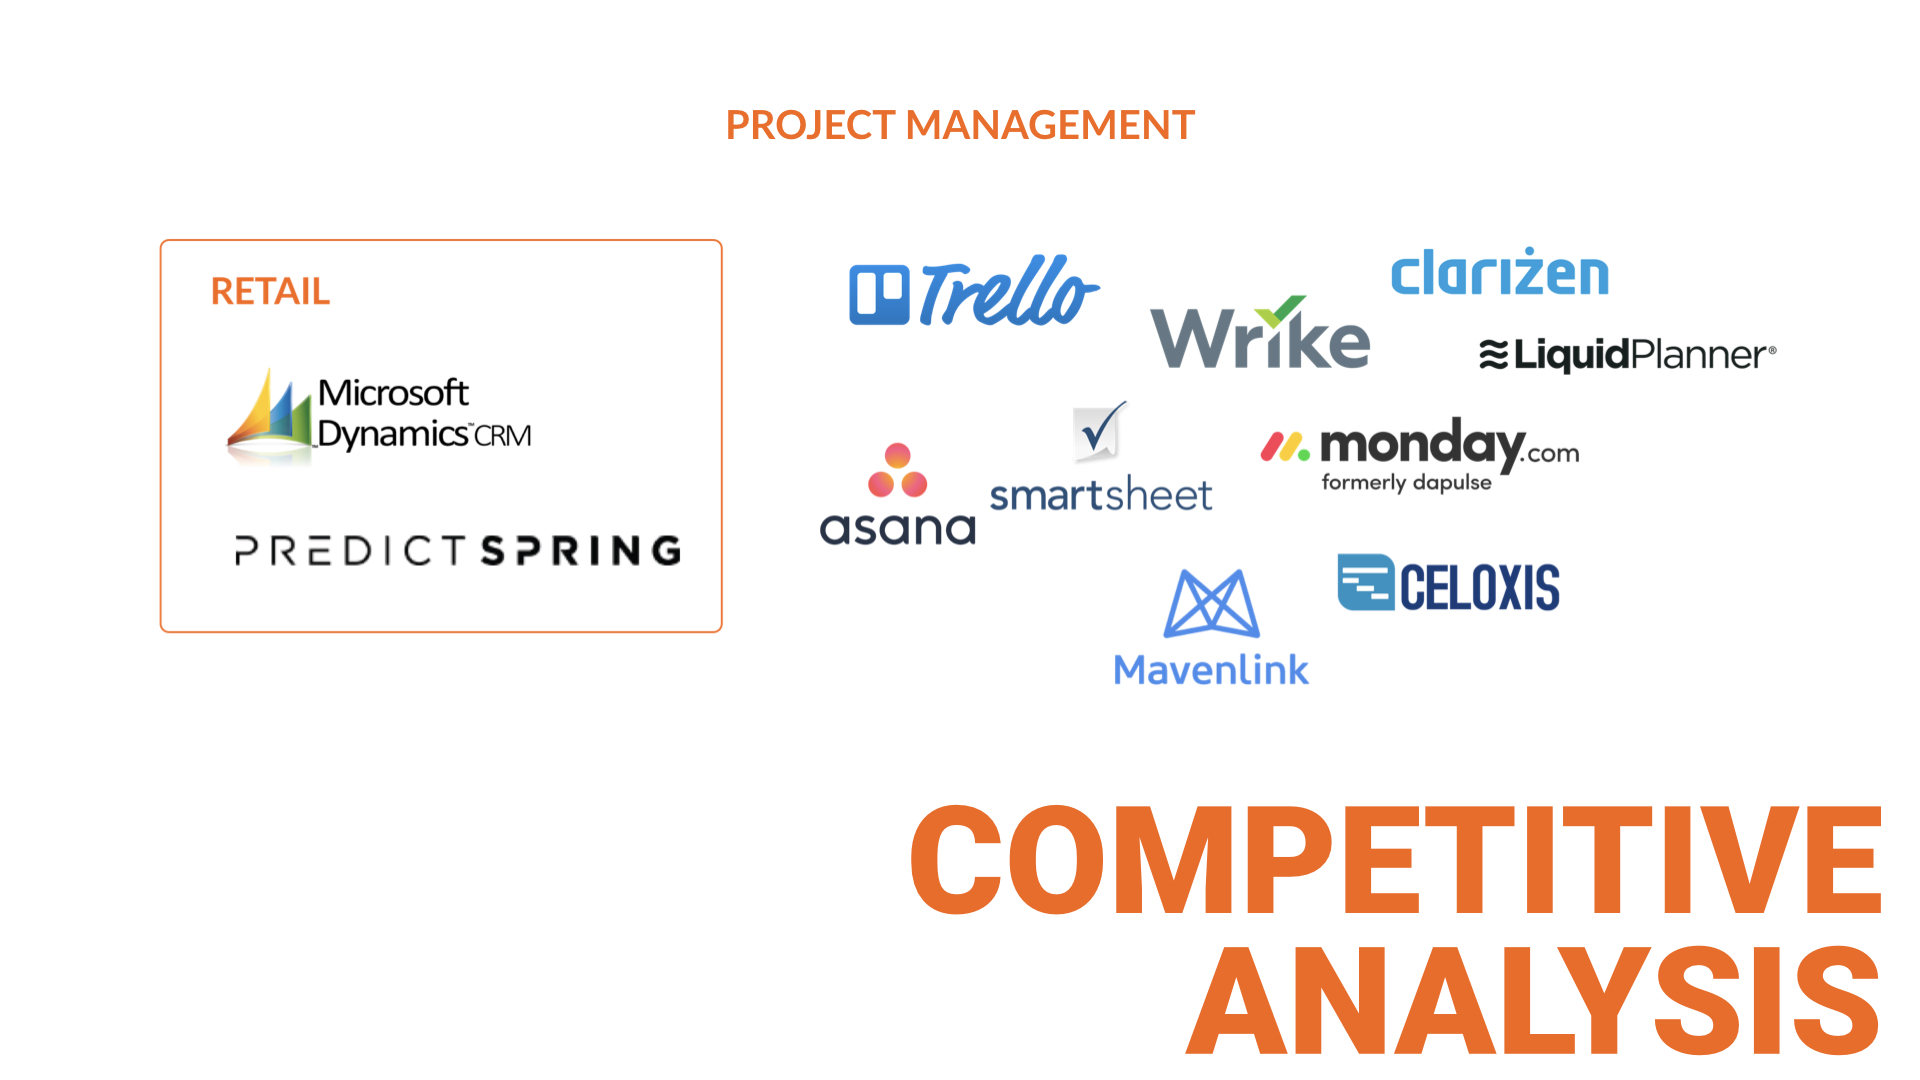 PROJECT MANAGEMENT
RETAIL
Microsoft
Dynamics™ CRM
PREDICTSPRING
Trello
Wrike
clarizen
LiquidPlanner®
asana
smartsheet
monday.com
formerly dapulse
Mavenlink
CELOXIS
COMPETITIVE
ANALYSIS